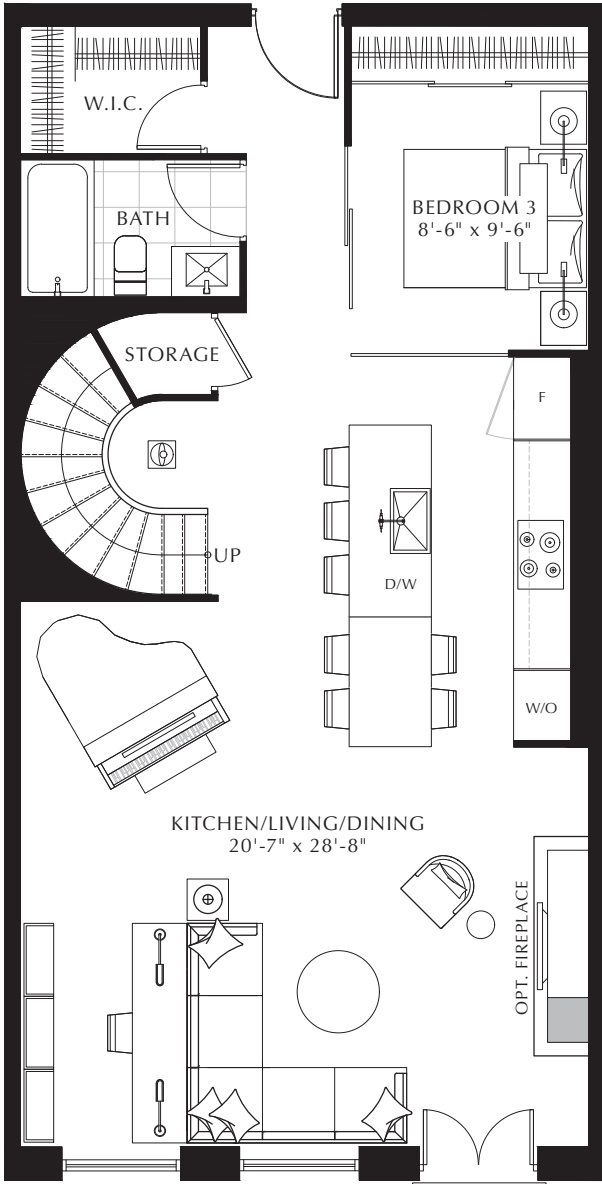 W.I.C.
BATH
BEDROOM 3
8'-6" x 9'-6"
STORAGE
F
UP
D/W
W/O
KITCHEN/LIVING/DINING
20'-7" x 28'-8"
OPT. FIREPLACE